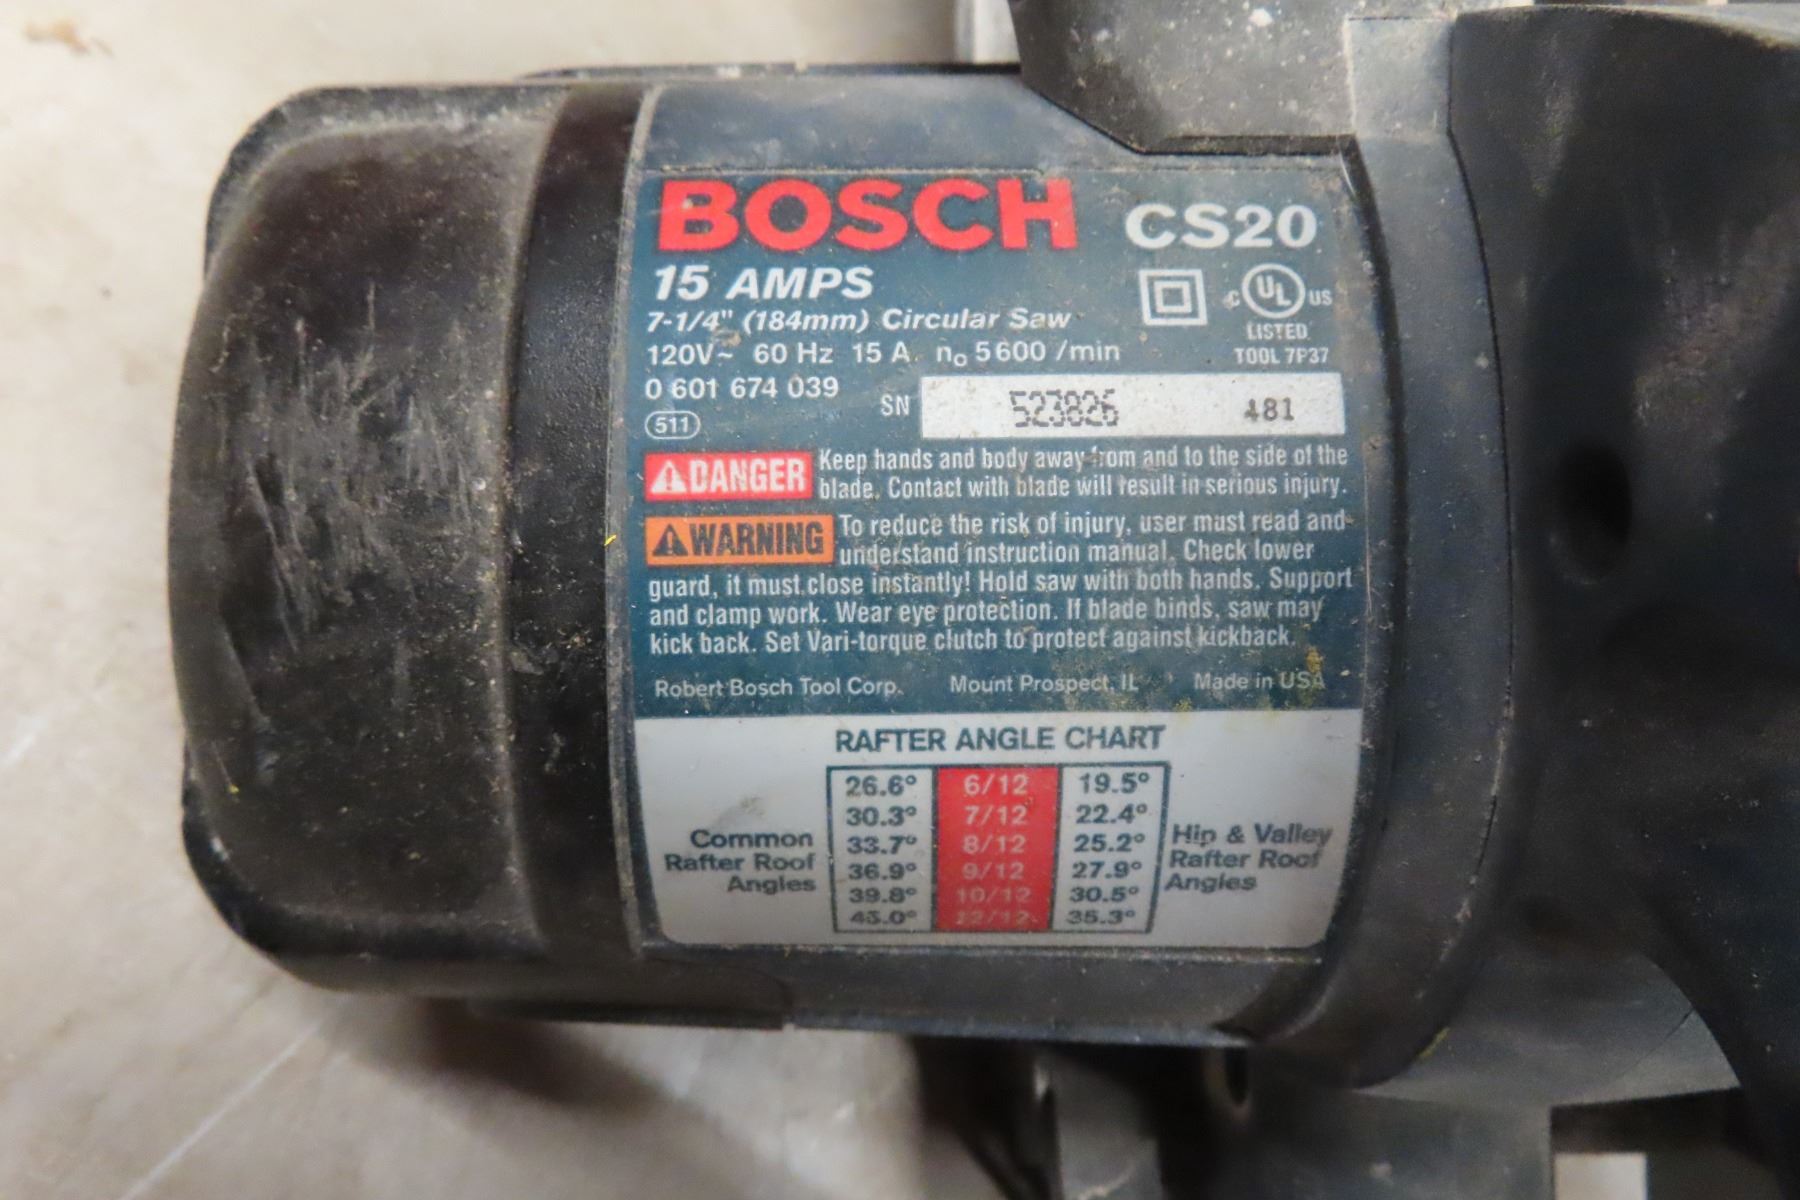 BOSCH CS20
15 AMPS
7-1/4" (184mm) Circular Saw
C UL US
LISTED
120V~ 60 Hz 15 A n₀ 5600 /min
TOOL 7P37
0 601 674 039
SN 523826 481
511
DANGER Keep hands and body away from and to the side of the
blade. Contact with blade will result in serious injury.
WARNING To reduce the risk of injury, user must read and
understand instruction manual. Check lower
guard, it must close instantly! Hold saw with both hands. Support
and clamp work. Wear eye protection. If blade binds, saw may
kick back. Set Vari-torque clutch to protect against kickback.
Robert Bosch Tool Corp. Mount Prospect, IL Made in USA
RAFTER ANGLE CHART
Common
Rafter Roof
Angles
26.6° 6/12 19.5°
30.3° 7/12 22.4°
33.7° 8/12 25.2°
36.9° 9/12 27.9°
39.8° 10/12 30.5°
45.0° 12/12 35.3°
Hip & Valley
Rafter Roof
Angles